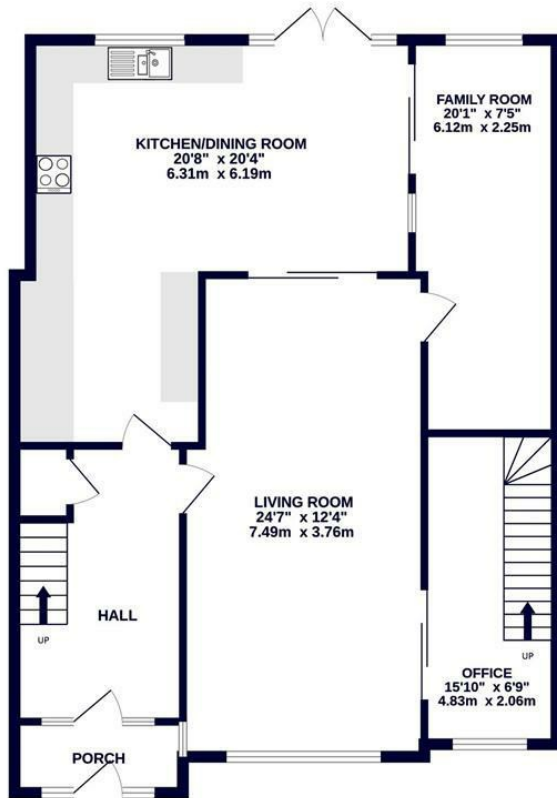 FAMILY ROOM
20'1" x 7'5"
6.12m x 2.25m
KITCHEN/DINING ROOM
20'8" x 20'4"
6.31m x 6.19m
LIVING ROOM
24'7" x 12'4"
7.49m x 3.76m
HALL
UP
UP
OFFICE
15'10" x 6'9"
4.83m x 2.06m
PORCH